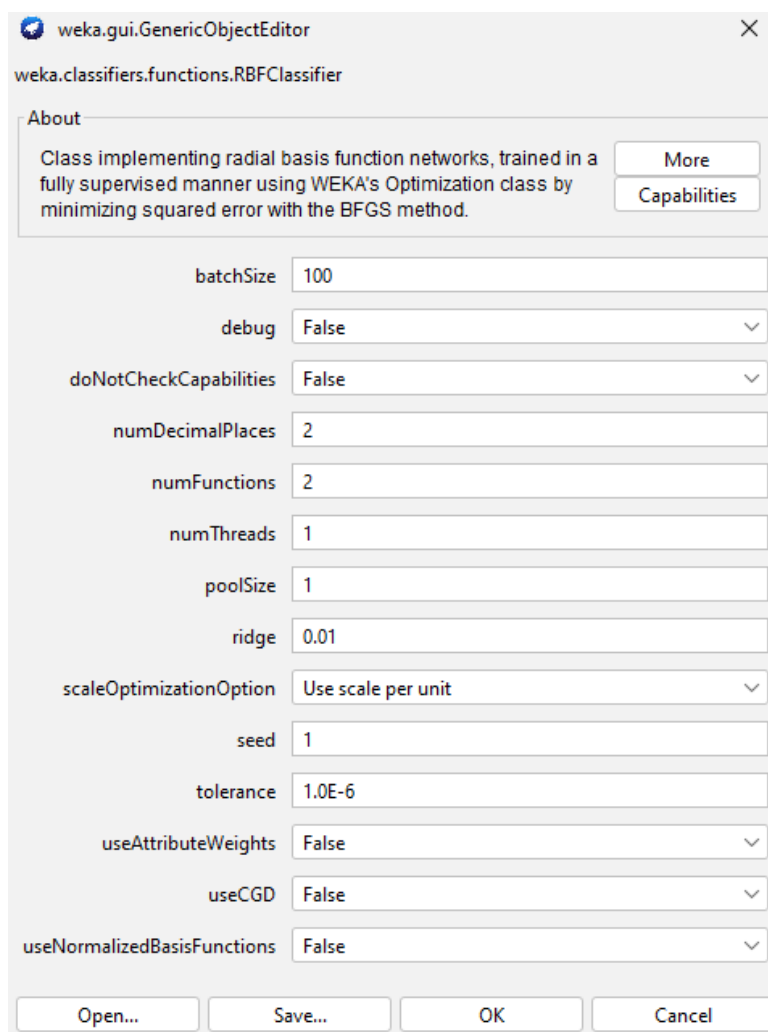 weka.gui.GenericObjectEditor
weka.classifiers.functions.RBFClassifier
About
Class implementing radial basis function networks, trained in a
fully supervised manner using WEKA's Optimization class by
minimizing squared error with the BFGS method.
More
Capabilities
batchSize 100
debug False
doNotCheckCapabilities False
numDecimalPlaces 2
numFunctions 2
numThreads 1
poolSize 1
ridge 0.01
scaleOptimizationOption Use scale per unit
seed 1
tolerance 1.0E-6
useAttributeWeights False
useCGD False
useNormalizedBasisFunctions False
Open... Save... OK Cancel